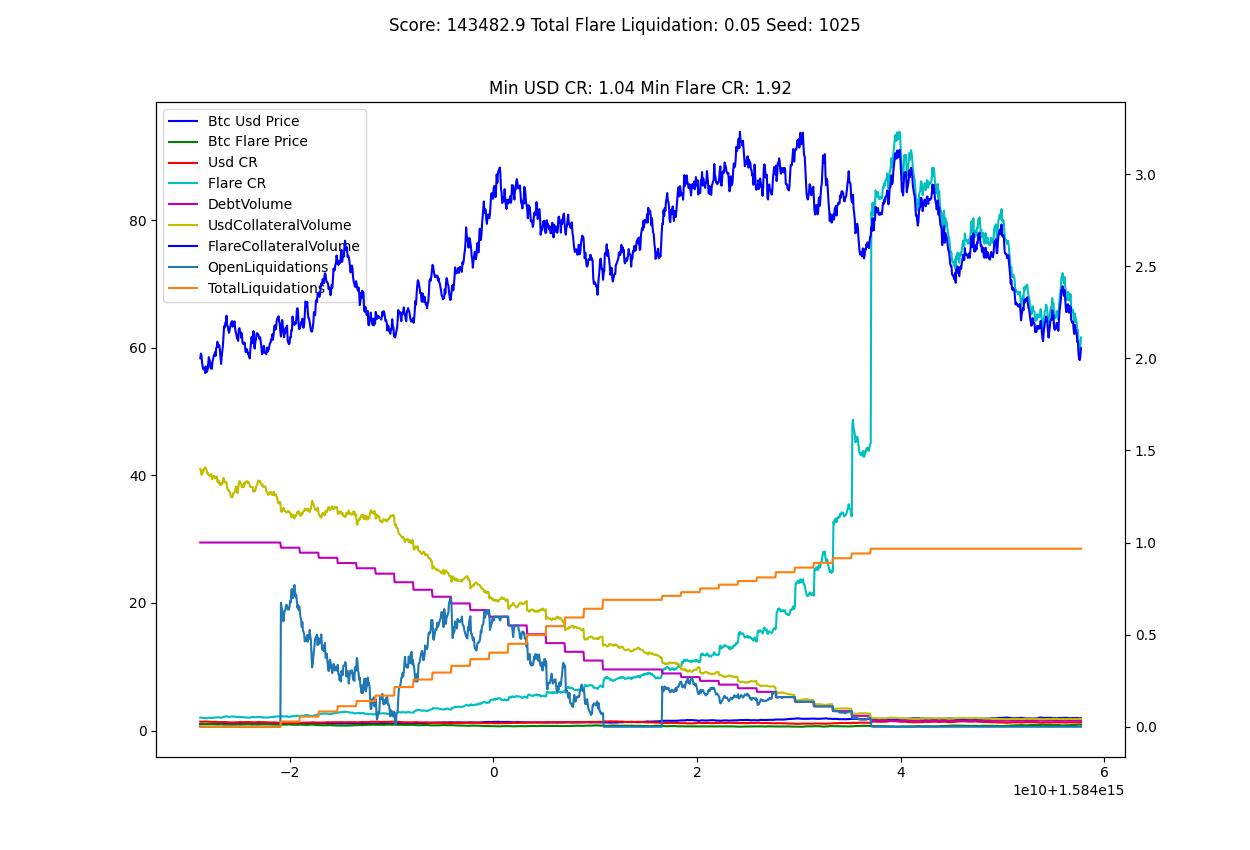 Score: 143482.9 Total Flare Liquidation: 0.05 Seed: 1025
Min USD CR: 1.04 Min Flare CR: 1.92
Btc Usd Price
Btc Flare Price
Usd CR
Flare CR
DebtVolume
UsdCollateralVolume
FlareCollateralVolume
OpenLiquidations
TotalLiquidations
80
60
40
20
0
3.0
2.5
2.0
1.5
1.0
0.5
0.0
−2 0 2 4 6
1e10+1.584e15